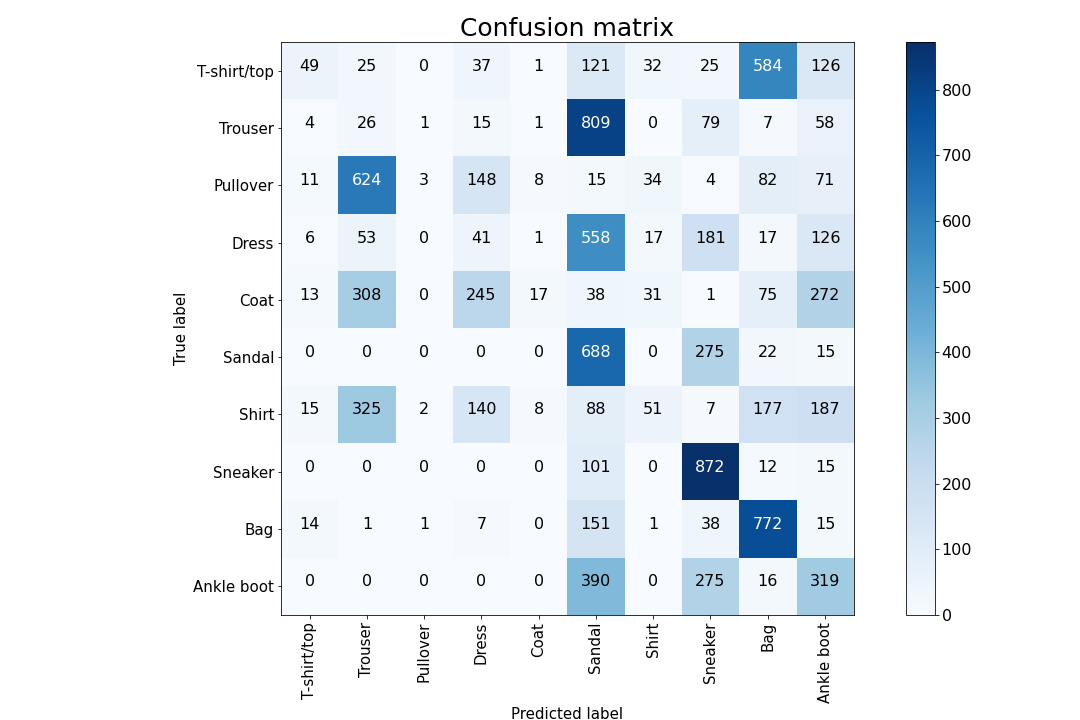 Confusion matrix
T-shirt/top 49 25 0 37 1 121 32 25 584 126
Trouser 4 26 1 15 1 809 0 79 7 58
Pullover 11 624 3 148 8 15 34 4 82 71
Dress 6 53 0 41 1 558 17 181 17 126
Coat 13 308 0 245 17 38 31 1 75 272
Sandal 0 0 0 0 0 688 0 275 22 15
Shirt 15 325 2 140 8 88 51 7 177 187
Sneaker 0 0 0 0 0 101 0 872 12 15
Bag 14 1 1 7 0 151 1 38 772 15
Ankle boot 0 0 0 0 0 390 0 275 16 319
True label
T-shirt/top Trouser Pullover Dress Coat Sandal Shirt Sneaker Bag Ankle boot
Predicted label
800
700
600
500
400
300
200
100
0